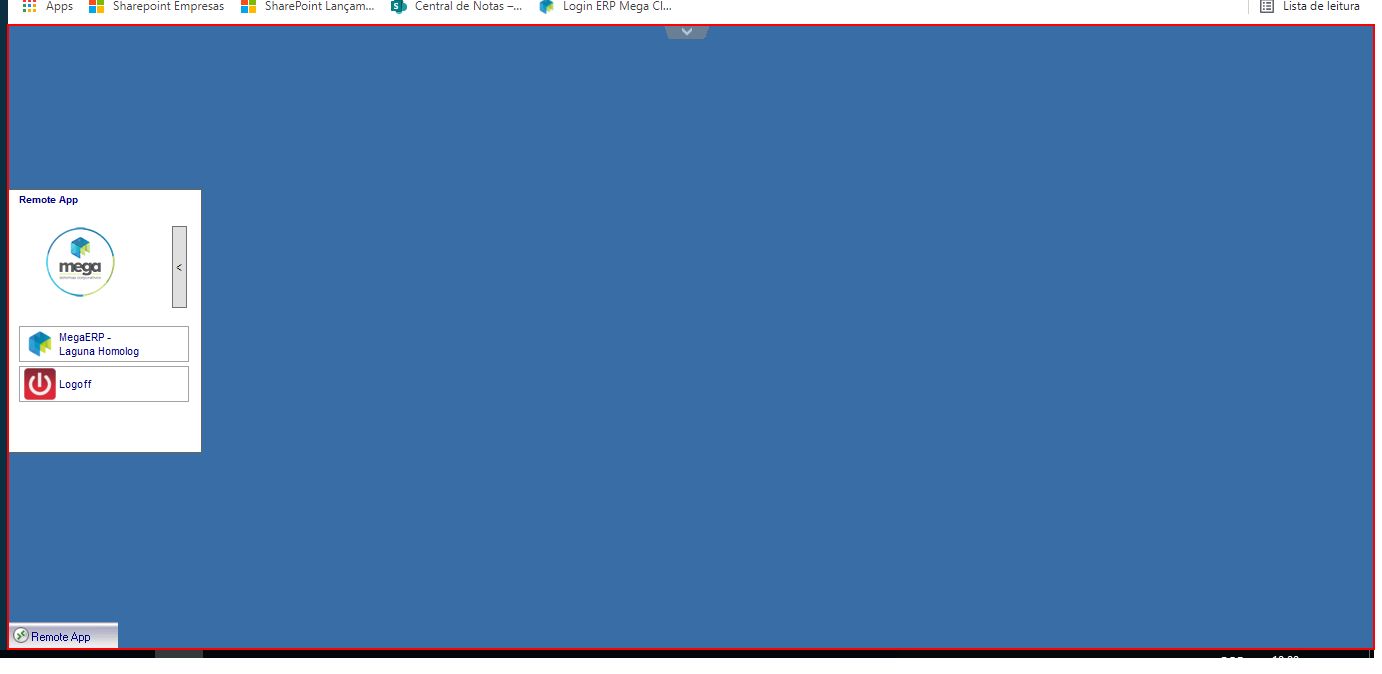 Apps Sharepoint Empresas SharePoint Lançam... Central de Notas –... Login ERP Mega Cl... Lista de leitura
Remote App
mega
<
MegaERP -
Laguna Homolog
Logoff
Remote App